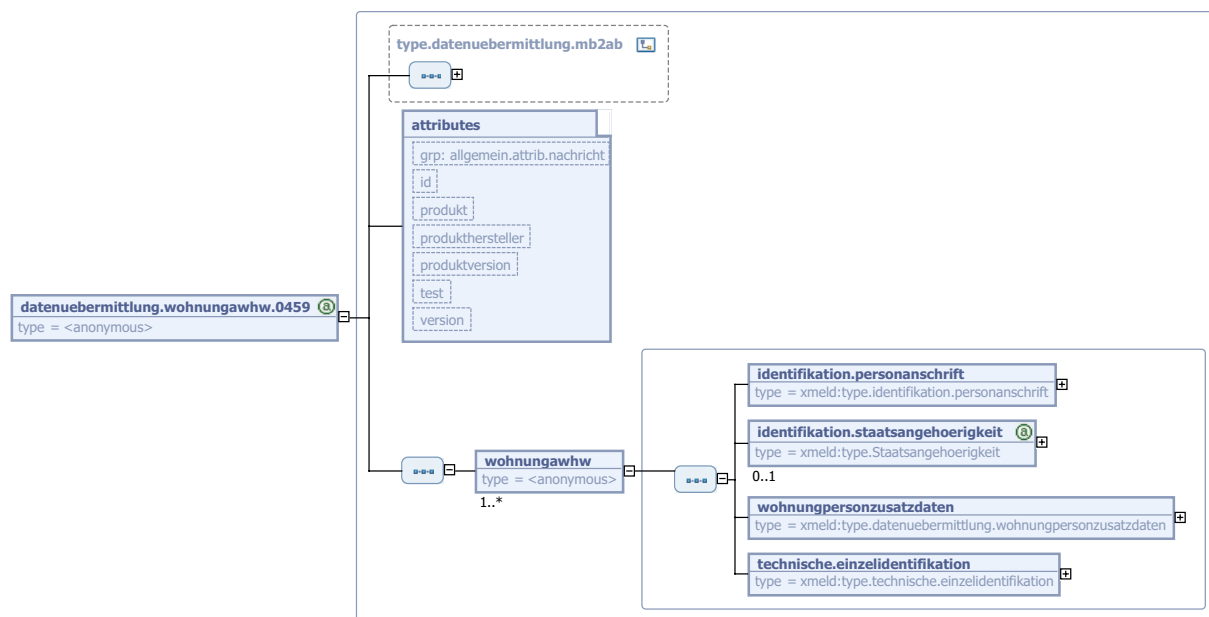 type.datenuebermittlung.mb2ab
attributes
grp: allgemein.attrib.nachricht
id
produkt
produkthersteller
produktversion
test
version
datenuebermittlung.wohnungawhw.0459 a
type = <anonymous>
wohnungawhw
type = <anonymous>
1..*
identifikation.personanschrift
type = xmeld:type.identifikation.personanschrift
identifikation.staatsangehoerigkeit a
type = xmeld:type.Staatsangehoerigkeit
0..1
wohnungpersonzusatzdaten
type = xmeld:type.datenuebermittlung.wohnungpersonzusatzdaten
technische.einzelidentifikation
type = xmeld:type.technische.einzelidentifikation